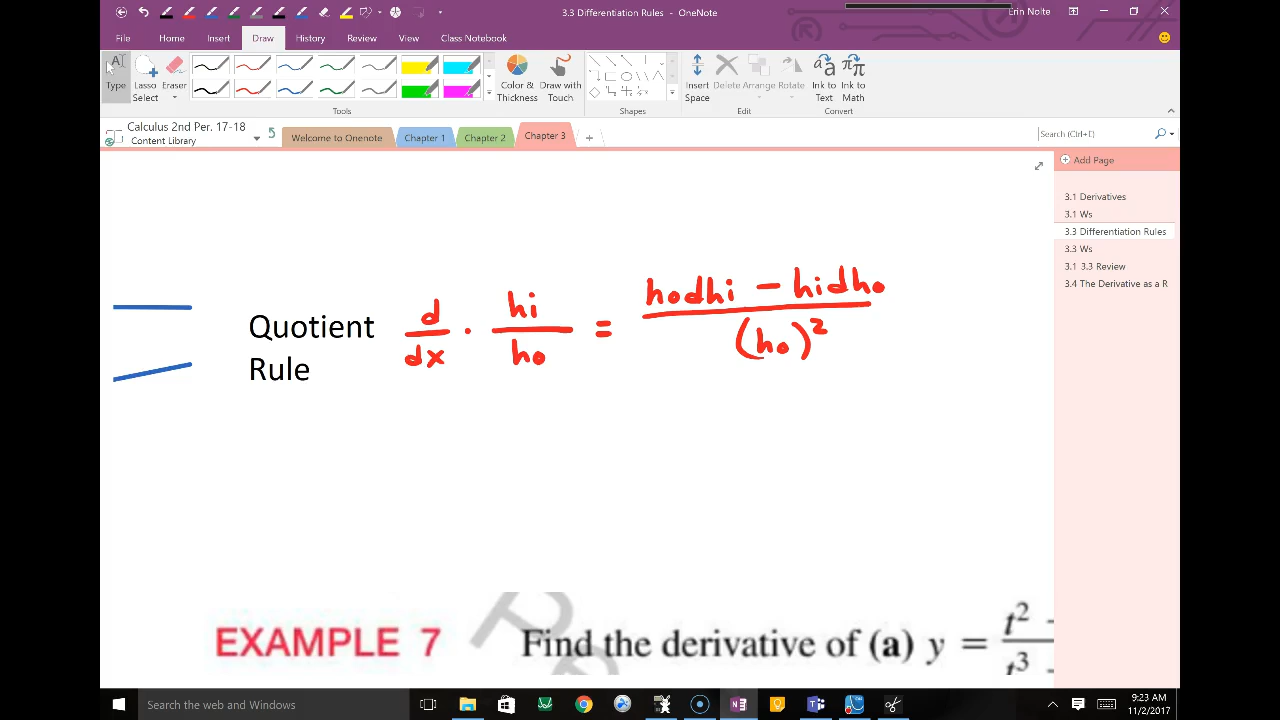 3.3 Differentiation Rules - OneNote
Erin Nolte
File Home Insert Draw History Review View Class Notebook
Type Lasso Select Eraser Color & Thickness Draw with Touch Insert Space Delete Arrange Rotate Ink to Text Ink to Math
Tools Shapes Edit Convert
Calculus 2nd Per. 17-18
Content Library
Welcome to Onenote Chapter 1 Chapter 2 Chapter 3
Search (Ctrl+E)
Add Page
3.1 Derivatives
3.1 Ws
3.3 Differentiation Rules
3.3 Ws
3.1 3.3 Review
3.4 The Derivative as a R
Quotient Rule d/dx · hi/ho = (hodhi - hidho)/(ho)²
EXAMPLE 7 Find the derivative of (a) y = t² - / t³ -
Search the web and Windows
9:23 AM
11/2/2017